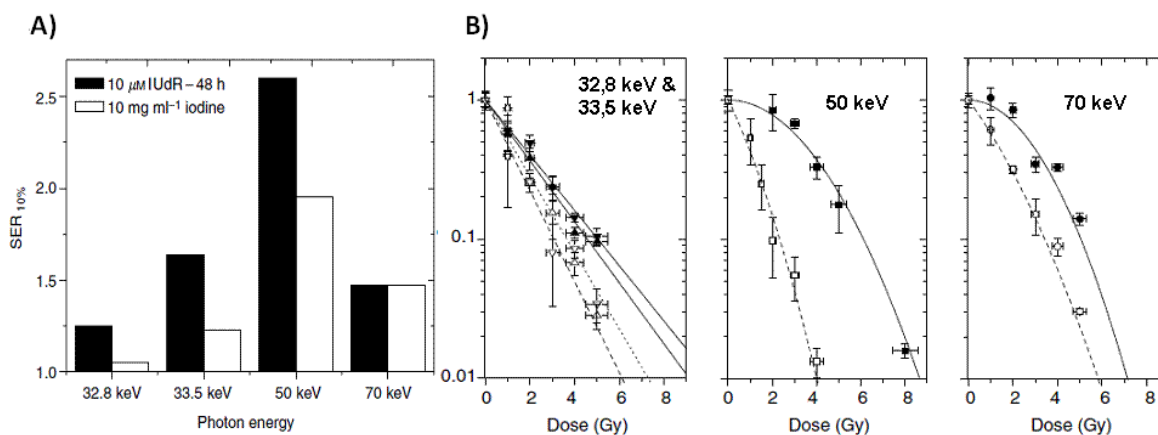 A)
10 μM IUdR – 48 h
10 mg ml⁻¹ iodine
2.5
2.0
1.5
1.0
SER10%
32.8 keV
33.5 keV
50 keV
70 keV
Photon energy
B)
32,8 keV &
33,5 keV
50 keV
70 keV
1
0.1
0.01
0 2 4 6 8
0 2 4 6 8
0 2 4 6 8
Dose (Gy)
Dose (Gy)
Dose (Gy)